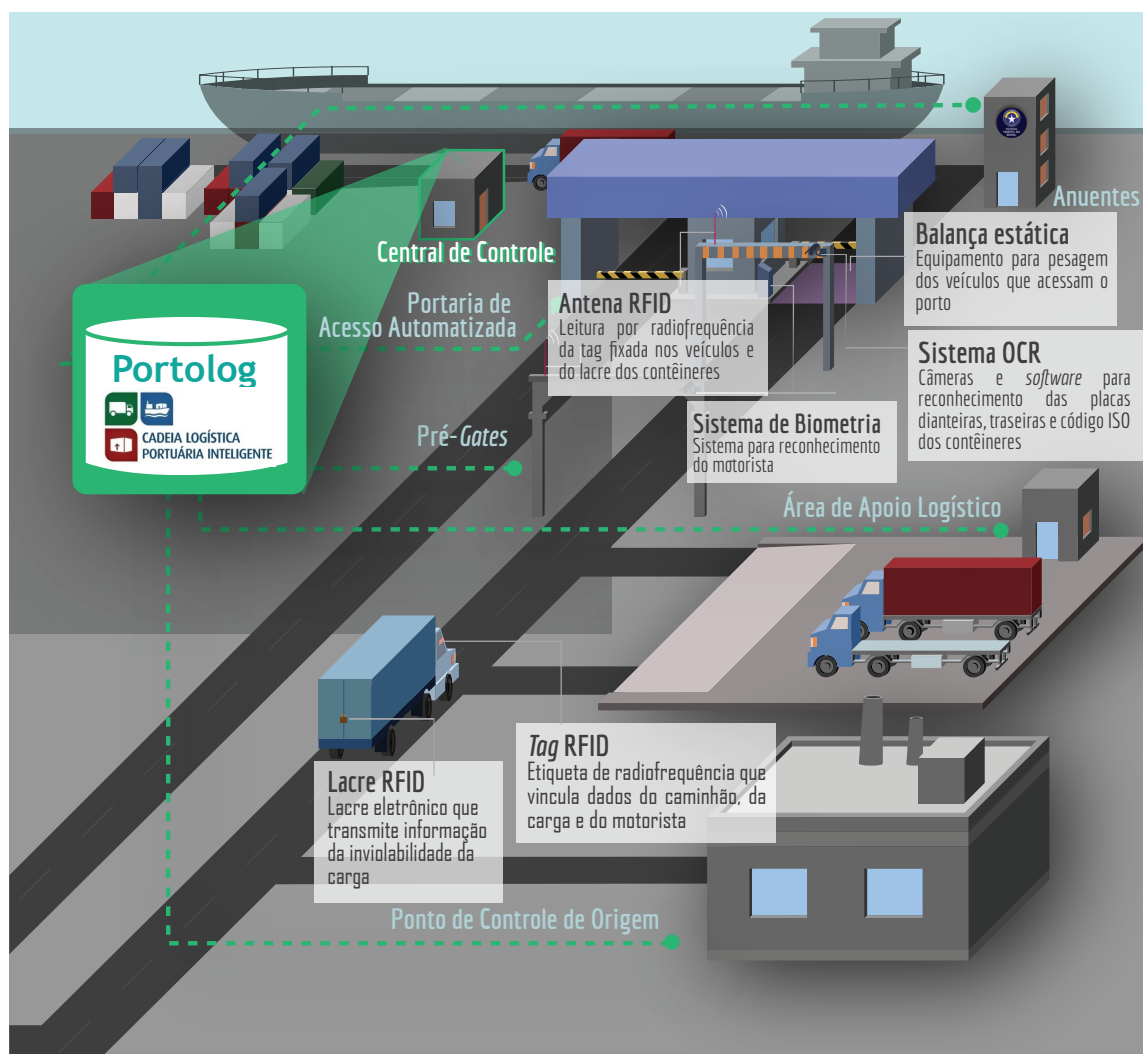 Anuentes
Central de Controle
Balança estática
Equipamento para pesagem
dos veículos que acessam o
porto
Portaria de
Acesso Automatizada
Antena RFID
Leitura por radiofrequência
da tag fixada nos veículos e
do lacre dos contêineres
Sistema OCR
Câmeras e software para
reconhecimento das placas
dianteiras, traseiras e código ISO
dos contêineres
Portolog
CADEIA LOGÍSTICA
PORTUÁRIA INTELIGENTE
Pré-Gates
Sistema de Biometria
Sistema para reconhecimento
do motorista
Área de Apoio Logístico
Tag RFID
Etiqueta de radiofrequência que
vincula dados do caminhão, da
carga e do motorista
Lacre RFID
Lacre eletrônico que
transmite informação
da inviolabilidade da
carga
Ponto de Controle de Origem